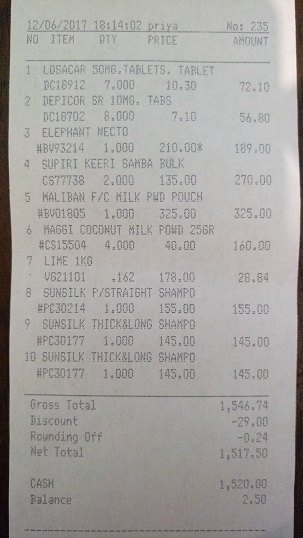 12/06/2017 18:14:02 priya No: 235
NO ITEM QTY PRICE AMOUNT
1 LOSACAR 50MG.TABLETS. TABLET
DC18912 7.000 10.30 72.10
2 DEPICOR SR 10MG. TABS
DC18702 8.000 7.10 56.80
3 ELEPHANT NECTO
#BV93214 1.000 210.00* 189.00
4 SUPIRI KEERI SAMBA BULK
CS77738 2.000 135.00 270.00
5 MALIBAN F/C MILK PWD POUCH
#BV01805 1.000 325.00 325.00
6 MAGGI COCONUT MILK POWD 25GR
#CS15504 4.000 40.00 160.00
7 LIME 1KG
VG21101 .162 178.00 28.84
8 SUNSILK P/STRAIGHT SHAMPO
#PC30214 1.000 155.00 155.00
9 SUNSILK THICK&LONG SHAMPO
#PC30177 1.000 145.00 145.00
10 SUNSILK THICK&LONG SHAMPO
#PC30177 1.000 145.00 145.00
Gross Total 1,546.74
Discount -29.00
Rounding Off -0.24
Net Total 1,517.50
CASH 1,520.00
Balance 2.50